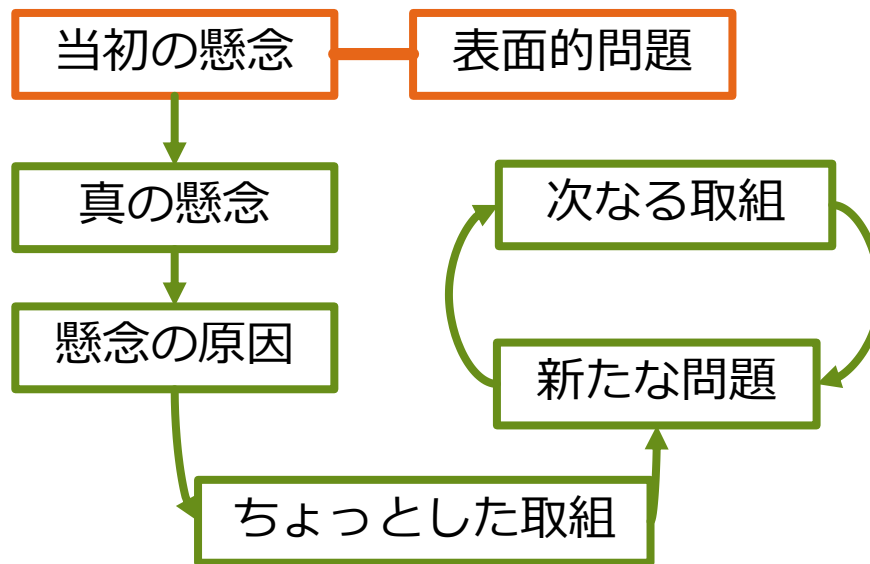 当初の懸念
表面的問題
真の懸念
次なる取組
懸念の原因
新たな問題
ちょっとした取組